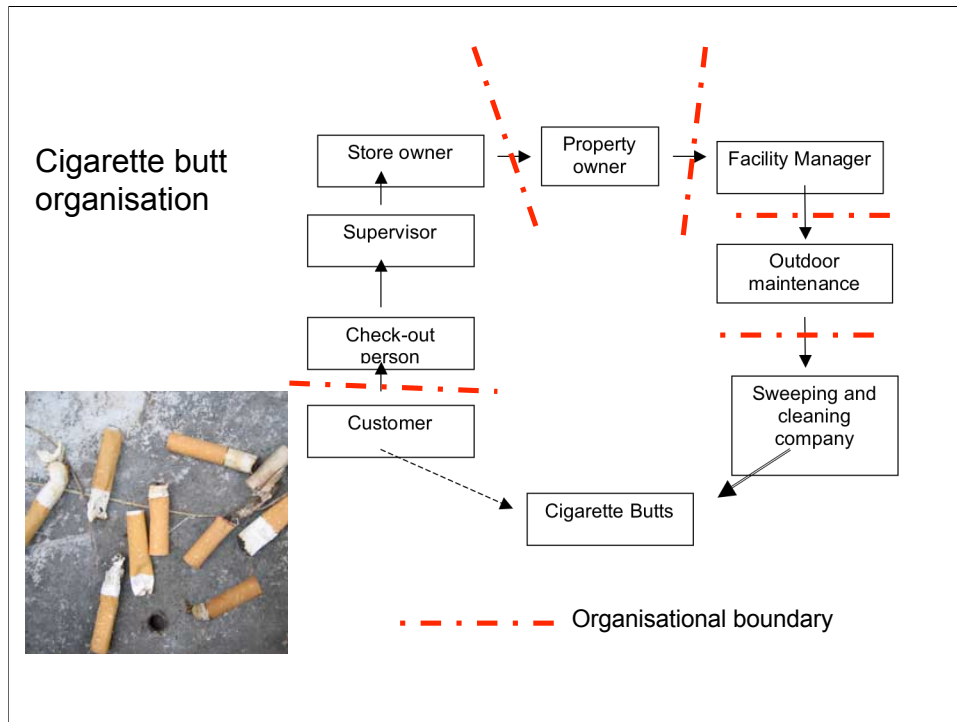 Cigarette butt
organisation
Store owner
Property
owner
Facility Manager
Supervisor
Outdoor
maintenance
Check-out
person
Customer
Sweeping and
cleaning
company
Cigarette Butts
Organisational boundary